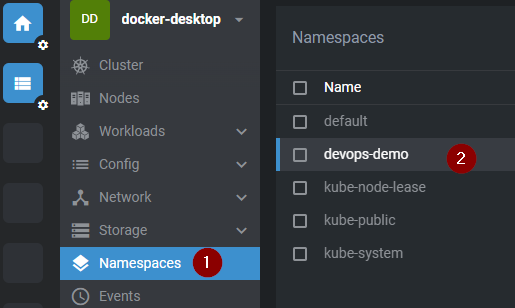 DD docker-desktop
Cluster
Nodes
Workloads
Config
Network
Storage
Namespaces 1
Events
Namespaces
Name
default
devops-demo 2
kube-node-lease
kube-public
kube-system